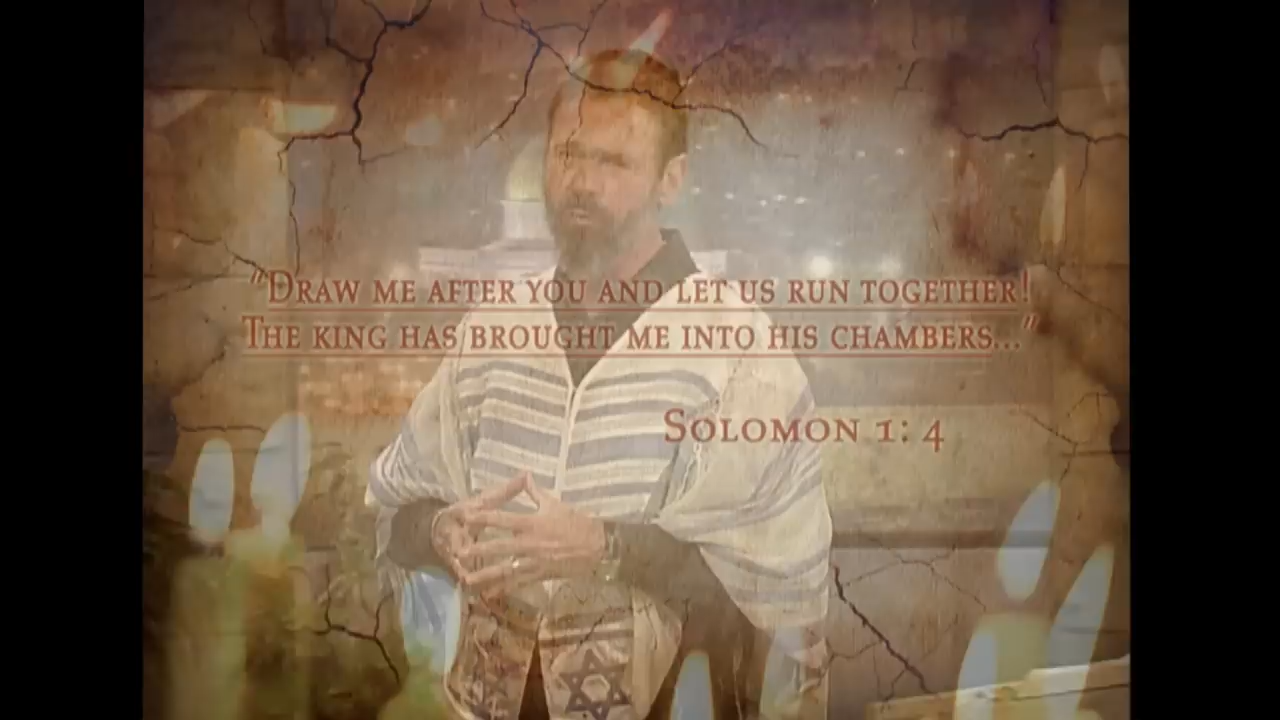 “Draw me after you and let us run together!
The king has brought me into his chambers...”
Solomon 1: 4